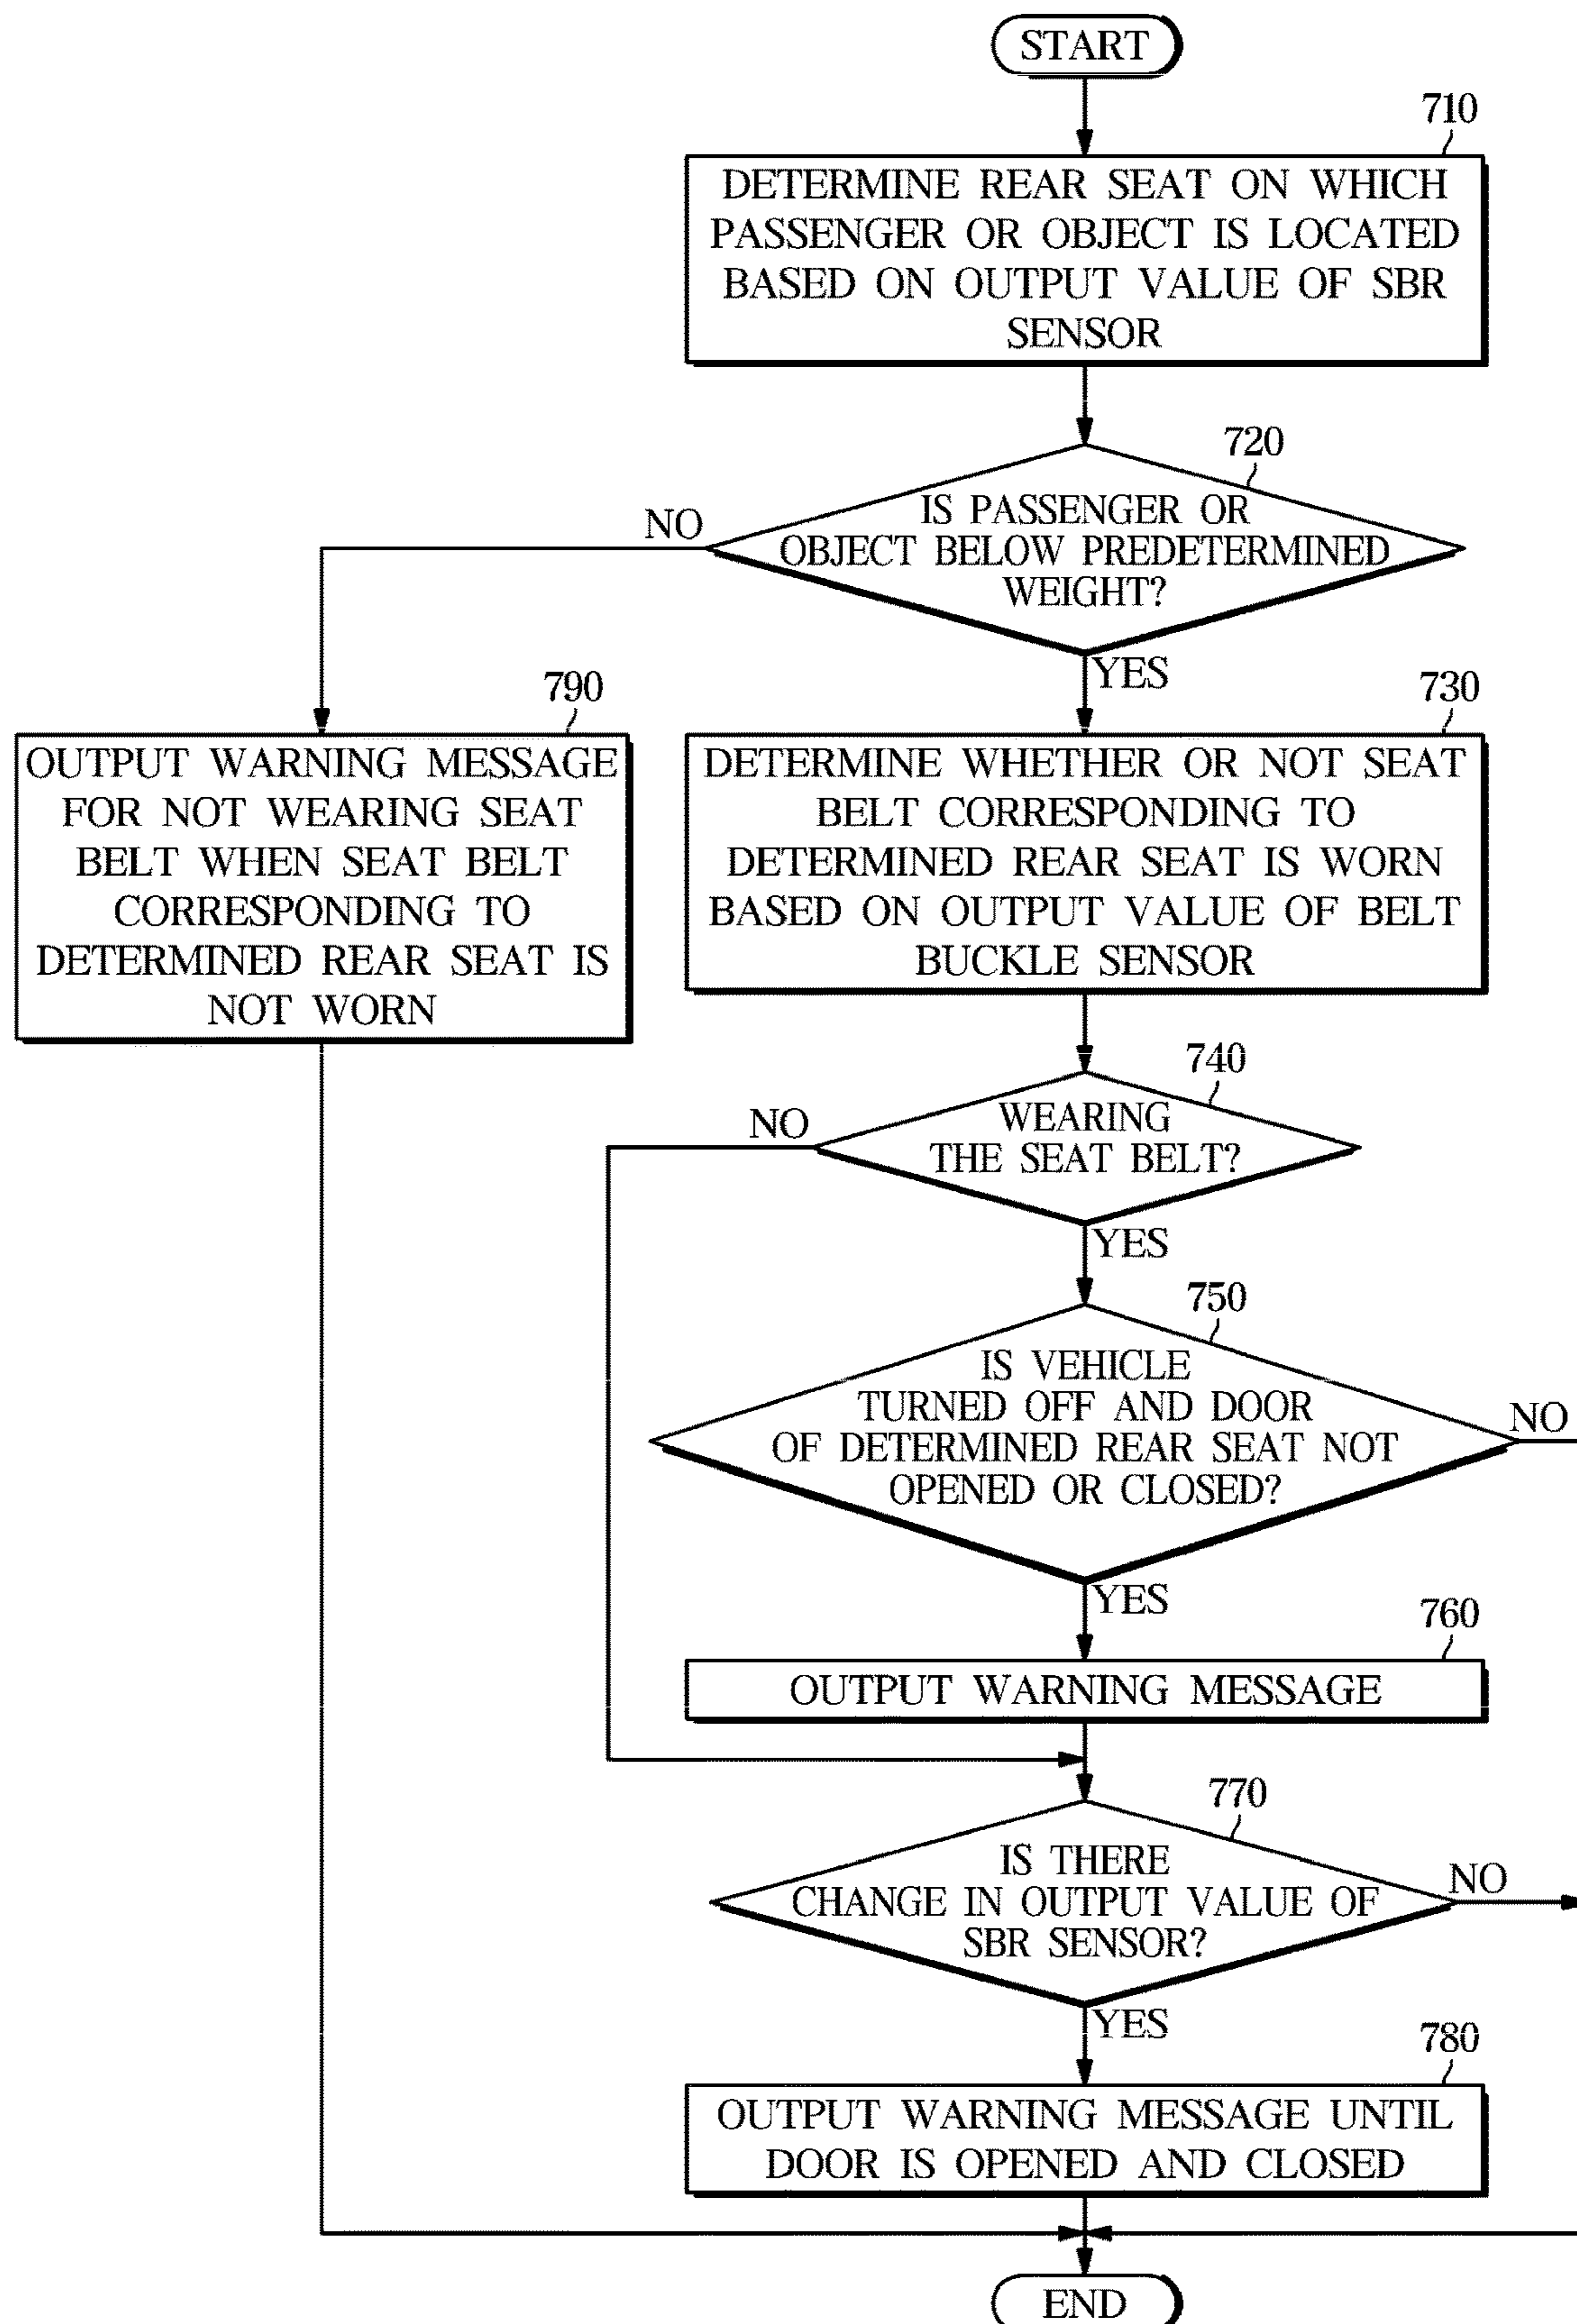 START
710
DETERMINE REAR SEAT ON WHICH
PASSENGER OR OBJECT IS LOCATED
BASED ON OUTPUT VALUE OF SBR
SENSOR
720
IS PASSENGER OR
OBJECT BELOW PREDETERMINED
WEIGHT?
NO
YES
790
OUTPUT WARNING MESSAGE
FOR NOT WEARING SEAT
BELT WHEN SEAT BELT
CORRESPONDING TO
DETERMINED REAR SEAT IS
NOT WORN
730
DETERMINE WHETHER OR NOT SEAT
BELT CORRESPONDING TO
DETERMINED REAR SEAT IS WORN
BASED ON OUTPUT VALUE OF BELT
BUCKLE SENSOR
740
WEARING
THE SEAT BELT?
NO
YES
750
IS VEHICLE
TURNED OFF AND DOOR
OF DETERMINED REAR SEAT NOT
OPENED OR CLOSED?
NO
YES
760
OUTPUT WARNING MESSAGE
770
IS THERE
CHANGE IN OUTPUT VALUE OF
SBR SENSOR?
NO
YES
780
OUTPUT WARNING MESSAGE UNTIL
DOOR IS OPENED AND CLOSED
END